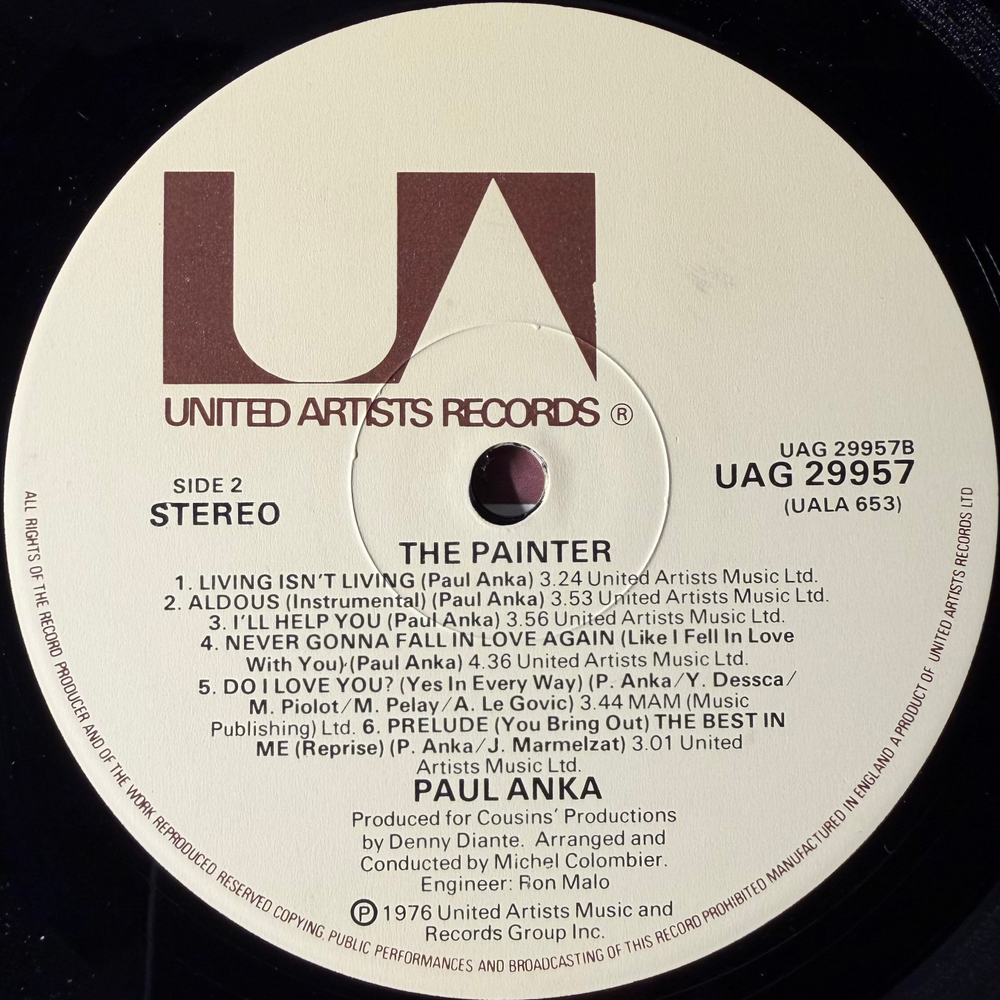 UA
UNITED ARTISTS RECORDS ®
UAG 29957B
UAG 29957
(UALA 653)
SIDE 2
STEREO
THE PAINTER
1. LIVING ISN'T LIVING (Paul Anka) 3.24 United Artists Music Ltd.
2. ALDOUS (Instrumental) (Paul Anka) 3.53 United Artists Music Ltd.
3. I'LL HELP YOU (Paul Anka) 3.56 United Artists Music Ltd.
4. NEVER GONNA FALL IN LOVE AGAIN (Like I Fell In Love
With You) (Paul Anka) 4.36 United Artists Music Ltd.
5. DO I LOVE YOU? (Yes In Every Way) (P. Anka/Y. Dessca/
M. Piolot/M. Pelay/A. Le Govic) 3.44 MAM (Music
Publishing) Ltd. 6. PRELUDE (You Bring Out) THE BEST IN
ME (Reprise) (P. Anka/J. Marmelzat) 3.01 United
Artists Music Ltd.
PAUL ANKA
Produced for Cousins' Productions
by Denny Diante. Arranged and
Conducted by Michel Colombier.
Engineer: Ron Malo
℗ 1976 United Artists Music and
Records Group Inc.
ALL RIGHTS OF THE RECORD PRODUCER AND OF THE WORK REPRODUCED RESERVED COPYING, PUBLIC PERFORMANCES AND BROADCASTING OF THIS RECORD PROHIBITED MANUFACTURED IN ENGLAND A PRODUCT OF UNITED ARTISTS RECORDS LTD